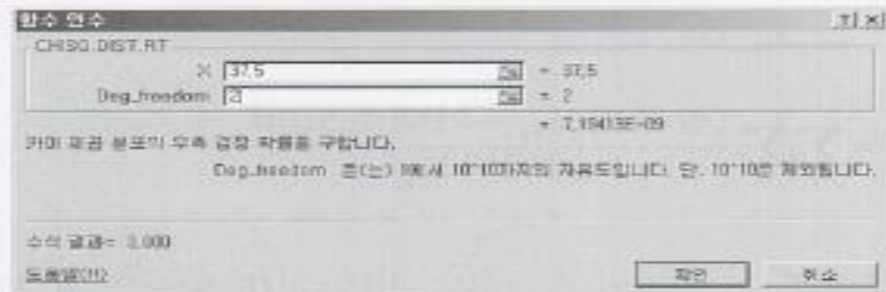 함수 인수
CHISQ.DIST.RT
X 37.5 = 37.5
Deg_freedom 2 = 2
= 7.19413E-09
카이 제곱 분포의 우측 검정 확률을 구합니다.
Deg_freedom 은(는) 1에서 10^10까지의 자유도입니다. 단, 10^10은 제외됩니다.
수식 결과= 0.000
도움말(H) 확인 취소